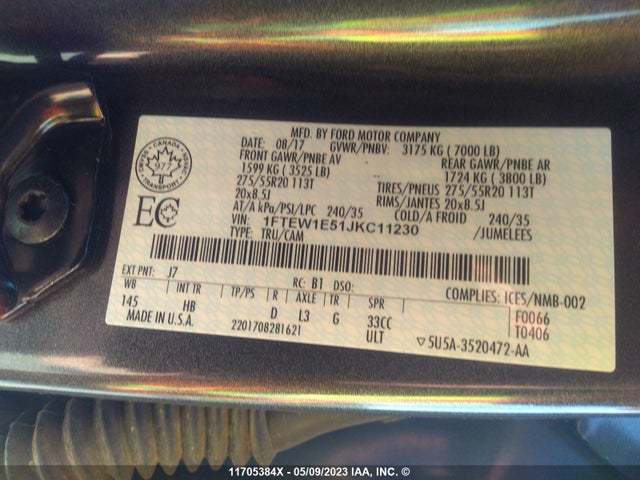 MFD. BY FORD MOTOR COMPANY
DATE: 08/17 GVWR/PNBV: 3175 KG ( 7000 LB)
FRONT GAWR/PNBE AV REAR GAWR/PNBE AR
1599 KG ( 3525 LB) 1724 KG ( 3800 LB)
275/55R20 113T TIRES/PNEUS 275/55R20 113T
20x8.5J RIMS/JANTES 20x8.5J
AT/A kPa/PSI/LPC 240/35 COLD/A FROID 240/35
VIN: 1FTEW1E51JKC11230 /JUMELEES
TYPE: TRU/CAM
CANADA
TRANSPORT
977
EC
EXT PNT: J7 RC: B1 DSO: COMPLIES: ICES/NMB-002
WB INT TR TP/PS R AXLE TR SPR F0066
145 HB D L3 G 33CC T0406
MADE IN U.S.A. 2201708281621 ULT ▽5U5A-3520472-AA
11705384X - 05/09/2023 IAA, Inc. ©